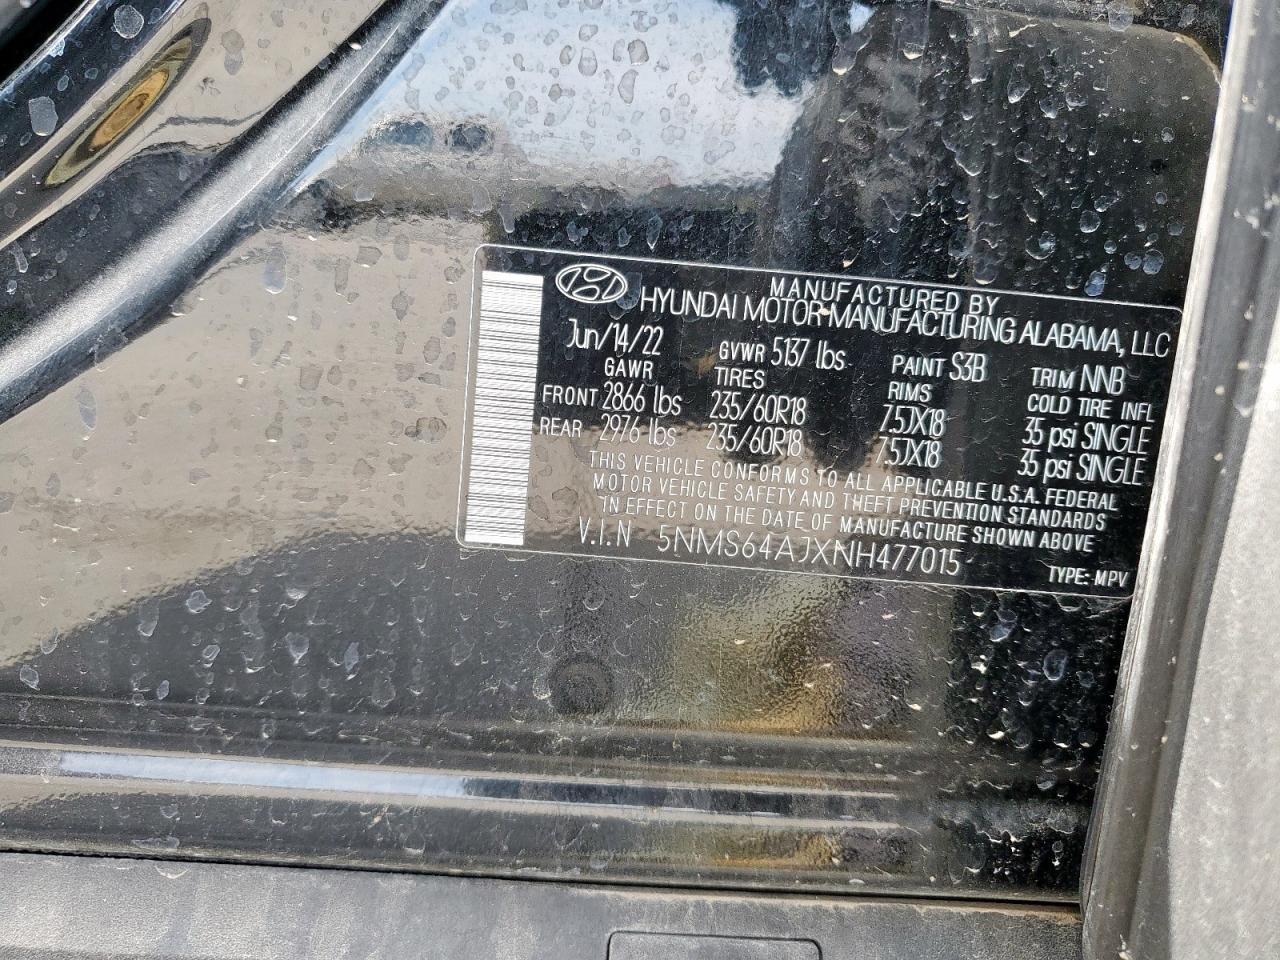 MANUFACTURED BY
HYUNDAI MOTOR MANUFACTURING ALABAMA, LLC
Jun/14/22 GVWR 5137 lbs PAINT S3B TRIM NNB
GAWR TIRES RIMS COLD TIRE INFL
FRONT 2866 lbs 235/60R18 7.5JX18 35 psi SINGLE
REAR 2976 lbs 235/60R18 7.5JX18 35 psi SINGLE
THIS VEHICLE CONFORMS TO ALL APPLICABLE U.S.A. FEDERAL
MOTOR VEHICLE SAFETY AND THEFT PREVENTION STANDARDS
IN EFFECT ON THE DATE OF MANUFACTURE SHOWN ABOVE
V.I.N 5NMS64AJXNH477015
TYPE: MPV